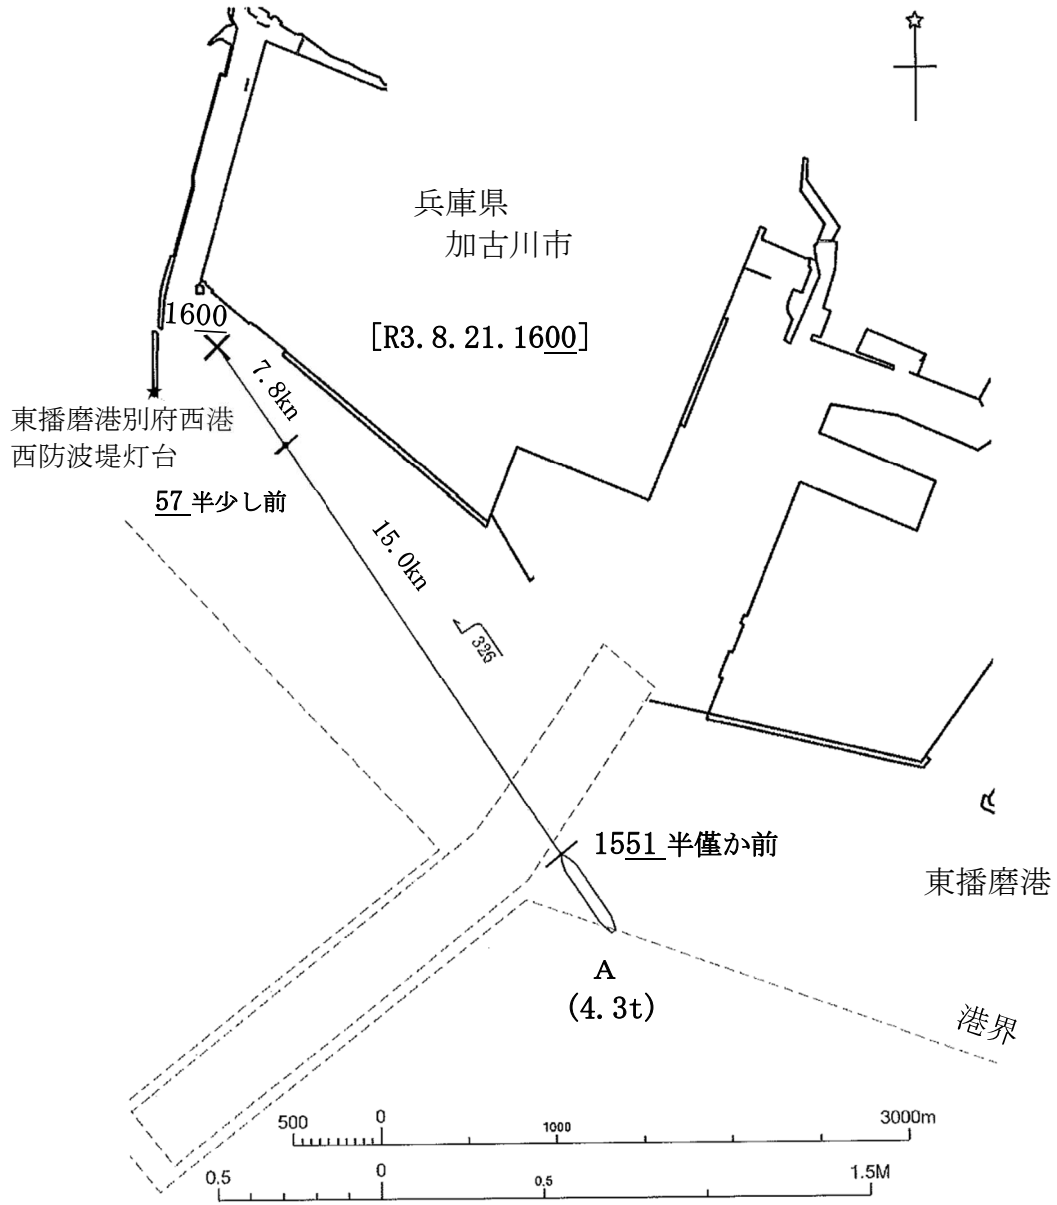 兵庫県
加古川市
1600
[R3. 8. 21. 1600]
7.8kn
東播磨港別府西港
西防波堤灯台
57 半少し前
15.0kn
326
1551 半僅か前
東播磨港
A
(4.3t)
港界
500 0 1000 3000m
0.5 0 0.5 1.5M